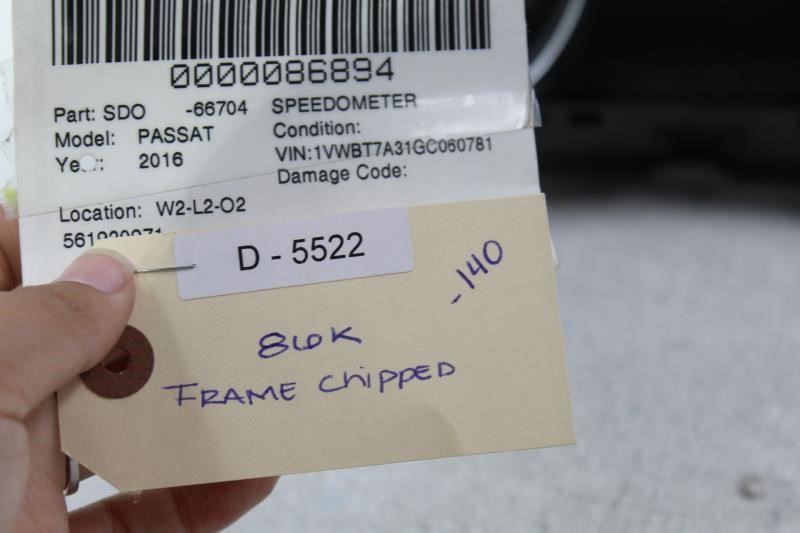 0000086894
Part: SDO -66704 SPEEDOMETER
Model: PASSAT Condition:
Year: 2016 VIN:1VWBT7A31GC060781
Damage Code:
Location: W2-L2-O2
D - 5522
-140
86K
FRAME CHIPPED